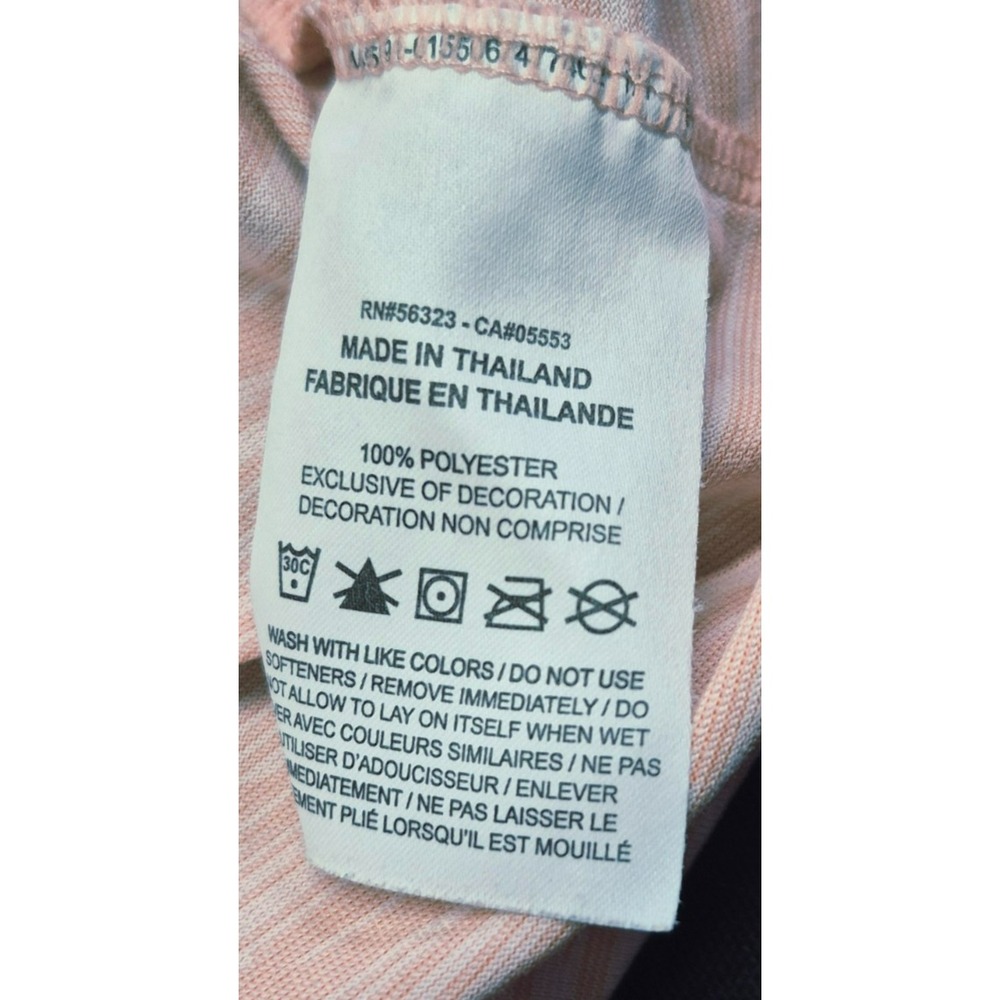 RN#56323 - CA#05553
MADE IN THAILAND
FABRIQUE EN THAILANDE
100% POLYESTER
EXCLUSIVE OF DECORATION /
DECORATION NON COMPRISE
30C
WASH WITH LIKE COLORS / DO NOT USE
SOFTENERS / REMOVE IMMEDIATELY / DO
NOT ALLOW TO LAY ON ITSELF WHEN WET
AVEC COULEURS SIMILAIRES / NE PAS
UTILISER D'ADOUCISSEUR / ENLEVER
/ NE PAS LAISSER LE
PLIÉ LORSQU'IL EST MOUILLÉ